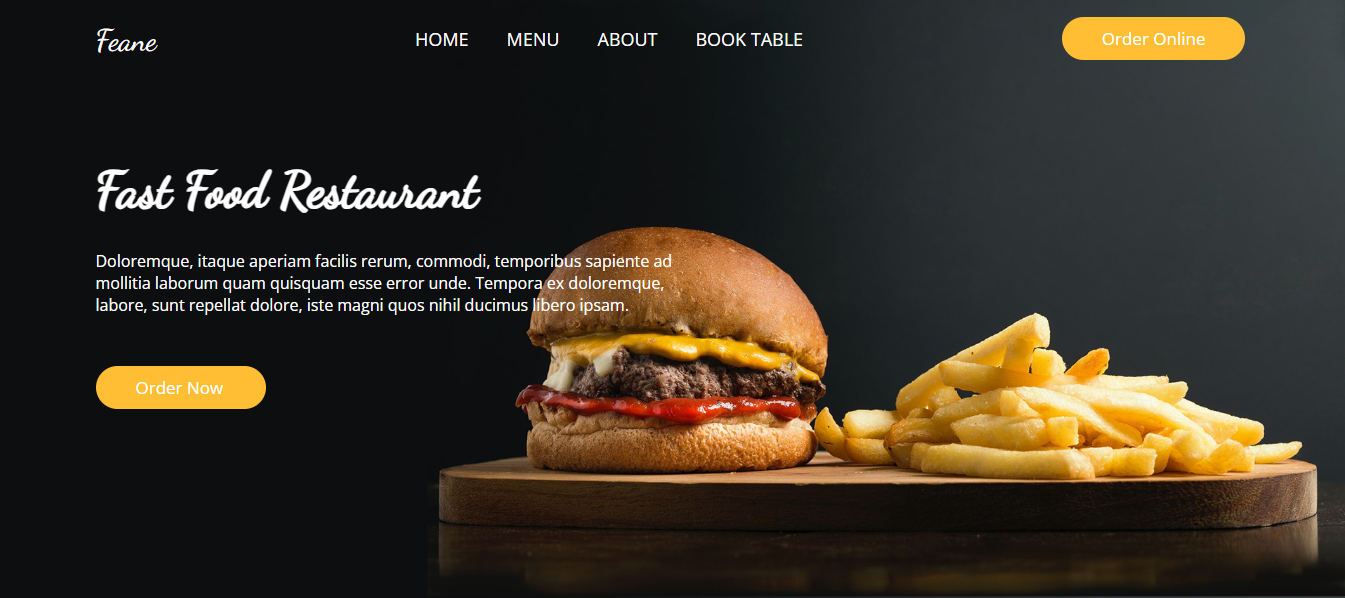 Feane
HOME MENU ABOUT BOOK TABLE
Order Online
Fast Food Restaurant
Doloremque, itaque aperiam facilis rerum, commodi, temporibus sapiente ad
mollitia laborum quam quisquam esse error unde. Tempora ex doloremque,
labore, sunt repellat dolore, iste magni quos nihil ducimus libero ipsam.
Order Now